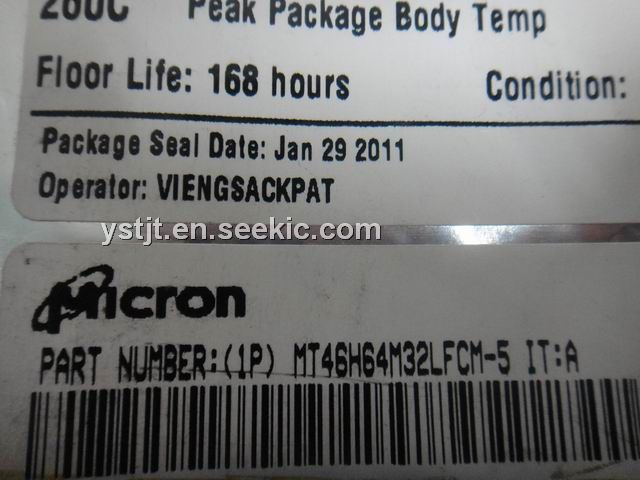 260C Peak Package Body Temp
Floor Life: 168 hours Condition:
Package Seal Date: Jan 29 2011
Operator: VIENGSACKPAT
ystjt.en.seekic.com
Micron
PART NUMBER:(1P) MT46H64M32LFCM-5 IT:A